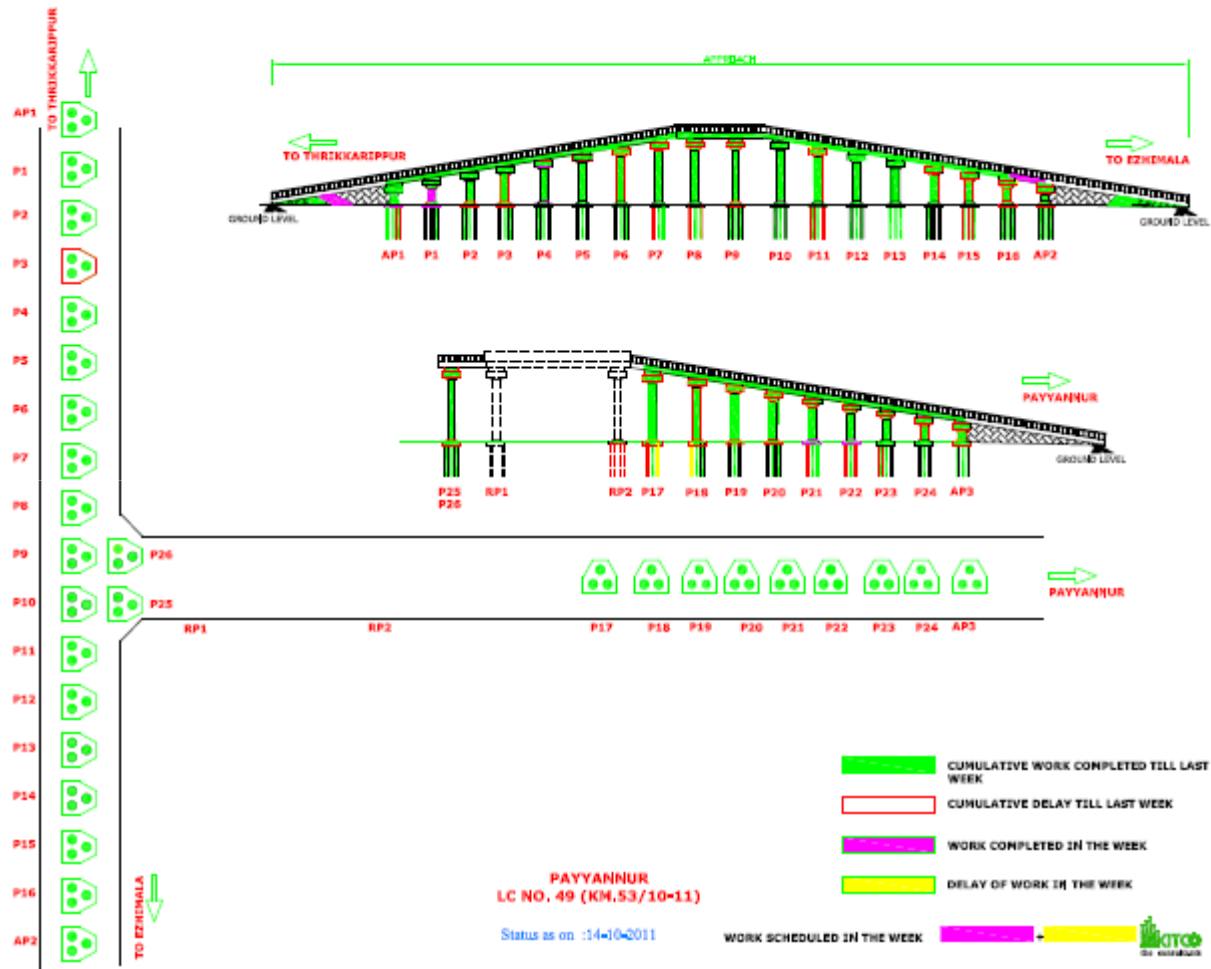 TO THRIKKARIPPUR
AP1
P1
P2
P3
P4
P5
P6
P7
P8
P9
P10
P11
P12
P13
P14
P15
P16
AP2
TO EZHIMALA
APPROACH
TO THRIKKARIPPUR
TO EZHIMALA
GROUND LEVEL
GROUND LEVEL
AP1 P1 P2 P3 P4 P5 P6 P7 P8 P9 P10 P11 P12 P13 P14 P15 P16 AP2
PAYYANNUR
GROUND LEVEL
P25 RP1 RP2 P17 P18 P19 P20 P21 P22 P23 P24 AP3
P26
P26
P25
PAYYANNUR
RP1 RP2 P17 P18 P19 P20 P21 P22 P23 P24 AP3
CUMULATIVE WORK COMPLETED TILL LAST
WEEK
CUMULATIVE DELAY TILL LAST WEEK
WORK COMPLETED IN THE WEEK
DELAY OF WORK IN THE WEEK
PAYYANNUR
LC NO. 49 (KM.53/10-11)
Status as on :14-10-2011
WORK SCHEDULED IN THE WEEK +
KITCO